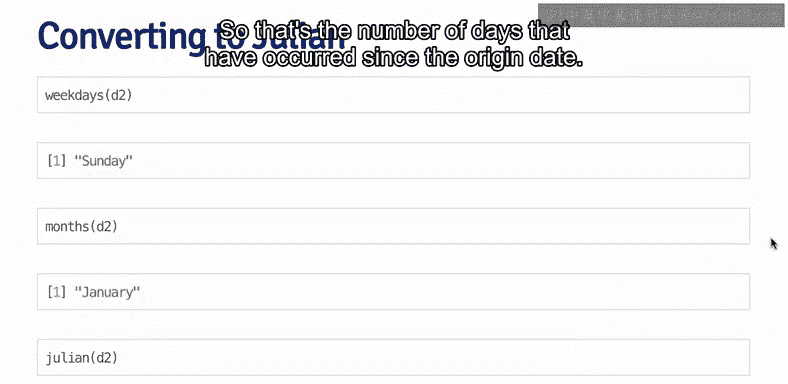 Converting to Julian
So that's the number of days that
have occurred since the origin date.
weekdays(d2)
[1] "Sunday"
months(d2)
[1] "January"
julian(d2)